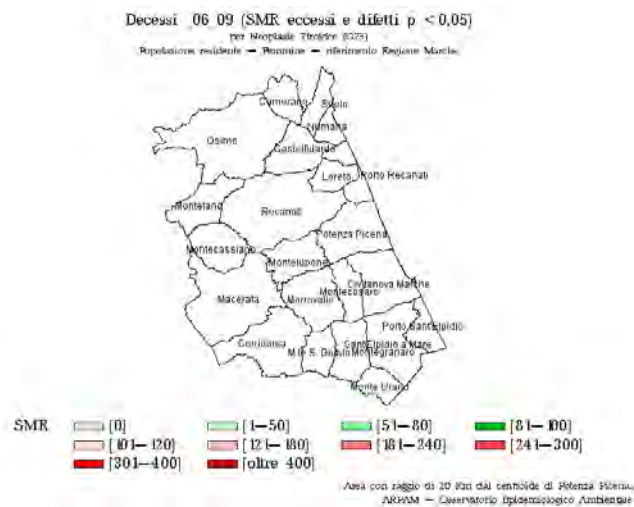 Decessi 06 09 (SMR eccessi e difetti p <0,05)
per Neoplasie Tiroidee
Popolazione residente — Femmine — riferimento Regione Marche.
Camerano
Sirolo
Numana
Osimo
Castelfidardo
Loreto
Porto Recanati
Montefano
Recanati
Potenza Picena
Montecassiano
Montelupone
Civitanova Marche
Montecosaro
Macerata
Morrovalle
Porto Sant'Elpidio
Corridonia
Sant'Elpidio a Mare
M.te S. Giusto
Montegranaro
Monte Urano
SMR
[0]
[1—50]
[51—80]
[81—100]
[101—120]
[121—180]
[181—240]
[241—300]
[301—400]
[oltre 400]
Area con raggio di 20 Km dal centroide di Potenza Picena.
ARPAM — Osservatorio Epidemiologico Ambientale